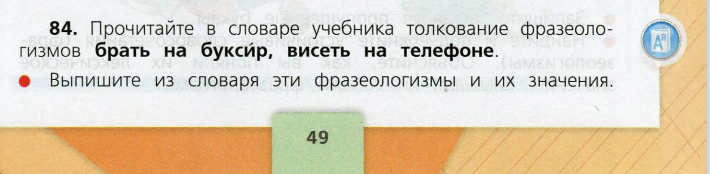 84. Прочитайте в словаре учебника толкование фразеоло-
гизмов брать на букси́р, висеть на телефоне.
Выпишите из словаря эти фразеологизмы и их значения.
49